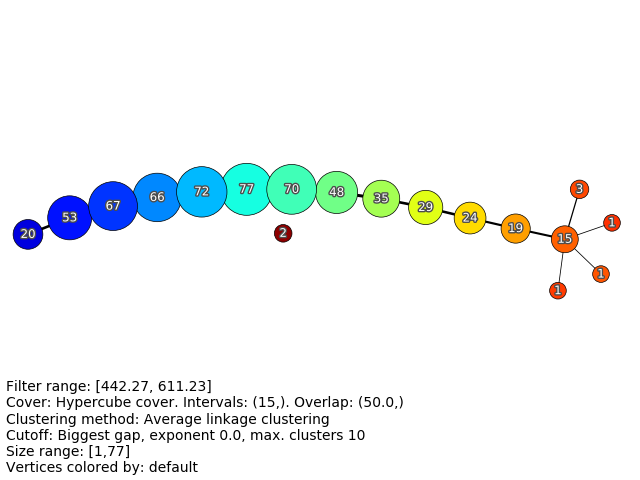 20 53 67 66 72 77 70 48 35 29 24 19 15 3 1 1 1
2
Filter range: [442.27, 611.23]
Cover: Hypercube cover. Intervals: (15,). Overlap: (50.0,)
Clustering method: Average linkage clustering
Cutoff: Biggest gap, exponent 0.0, max. clusters 10
Size range: [1,77]
Vertices colored by: default